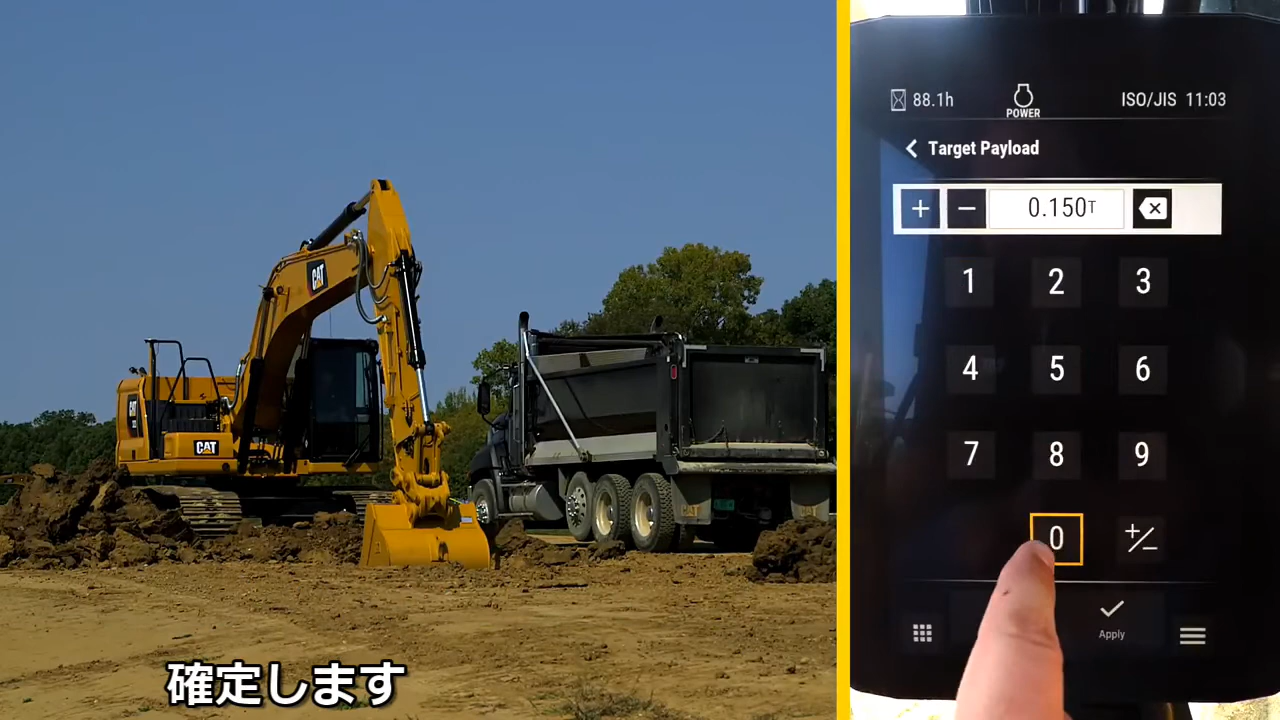 CAT
CAT
確定します
88.1h
POWER
ISO/JIS 11:03
Target Payload
+ − 0.150T
1 2 3
4 5 6
7 8 9
0 +/−
Apply